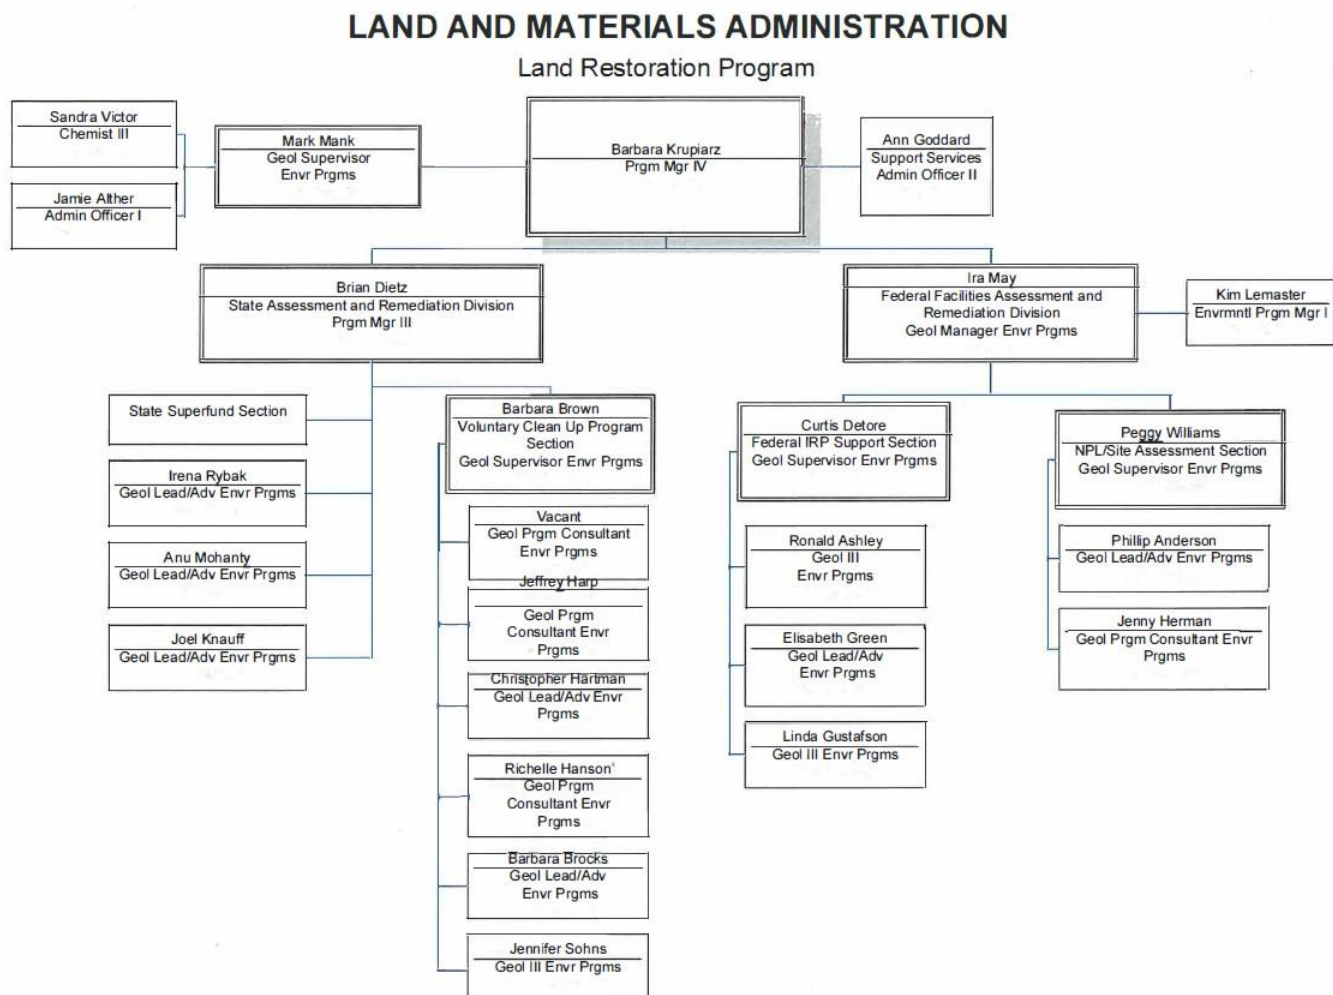 LAND AND MATERIALS ADMINISTRATION
Land Restoration Program
Sandra Victor
Chemist III
Mark Mank
Geol Supervisor
Envr Prgms
Jamie Alther
Admin Officer I
Barbara Krupiarz
Prgm Mgr IV
Ann Goddard
Support Services
Admin Officer II
Brian Dietz
State Assessment and Remediation Division
Prgm Mgr III
Ira May
Federal Facilities Assessment and
Remediation Division
Geol Manager Envr Prgms
Kim Lemaster
Envrmntl Prgm Mgr I
State Superfund Section
Irena Rybak
Geol Lead/Adv Envr Prgms
Anu Mohanty
Geol Lead/Adv Envr Prgms
Joel Knauff
Geol Lead/Adv Envr Prgms
Barbara Brown
Voluntary Clean Up Program
Section
Geol Supervisor Envr Prgms
Vacant
Geol Prgm Consultant
Envr Prgms
Jeffrey Harp
Geol Prgm
Consultant Envr
Prgms
Christopher Hartman
Geol Lead/Adv Envr
Prgms
Richelle Hanson'
Geol Prgm
Consultant Envr
Prgms
Barbara Brocks
Geol Lead/Adv
Envr Prgms
Jennifer Sohns
Geol III Envr Prgms
Curtis Detore
Federal IRP Support Section
Geol Supervisor Envr Prgms
Ronald Ashley
Geol III
Envr Prgms
Elisabeth Green
Geol Lead/Adv
Envr Prgms
Linda Gustafson
Geol III Envr Prgms
Peggy Williams
NPL/Site Assessment Section
Geol Supervisor Envr Prgms
Phillip Anderson
Geol Lead/Adv Envr Prgms
Jenny Herman
Geol Prgm Consultant Envr
Prgms